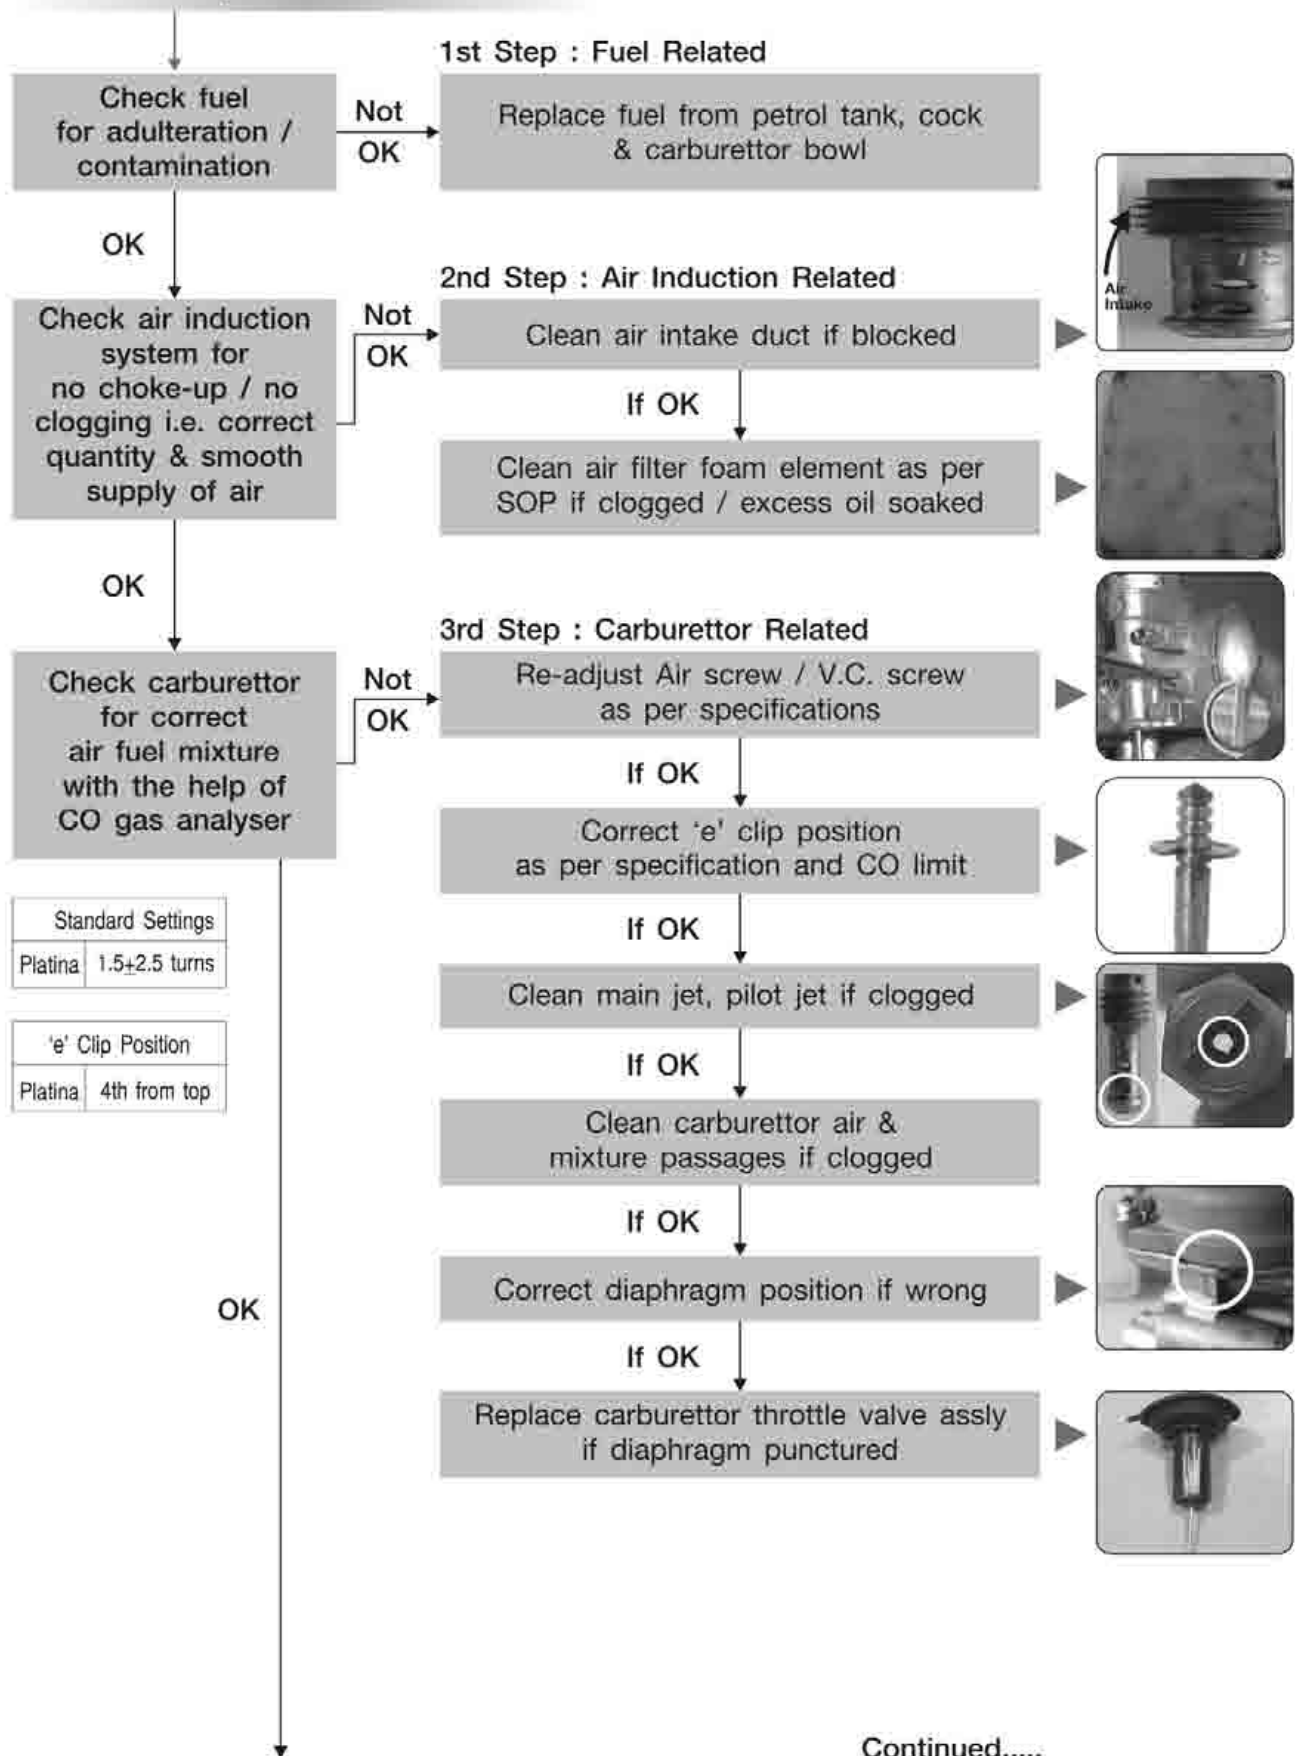 1st Step : Fuel Related
Check fuel
for adulteration /
contamination
Not
OK
Replace fuel from petrol tank, cock
& carburettor bowl
OK
2nd Step : Air Induction Related
Check air induction
system for
no choke-up / no
clogging i.e. correct
quantity & smooth
supply of air
Not
OK
Clean air intake duct if blocked
Air
Intake
If OK
Clean air filter foam element as per
SOP if clogged / excess oil soaked
OK
3rd Step : Carburettor Related
Check carburettor
for correct
air fuel mixture
with the help of
CO gas analyser
Not
OK
Re-adjust Air screw / V.C. screw
as per specifications
If OK
Correct ‘e’ clip position
as per specification and CO limit
Standard Settings
Platina 1.5±2.5 turns
If OK
Clean main jet, pilot jet if clogged
‘e’ Clip Position
Platina 4th from top
If OK
Clean carburettor air &
mixture passages if clogged
If OK
Correct diaphragm position if wrong
OK
If OK
Replace carburettor throttle valve assly
if diaphragm punctured
Continued.....